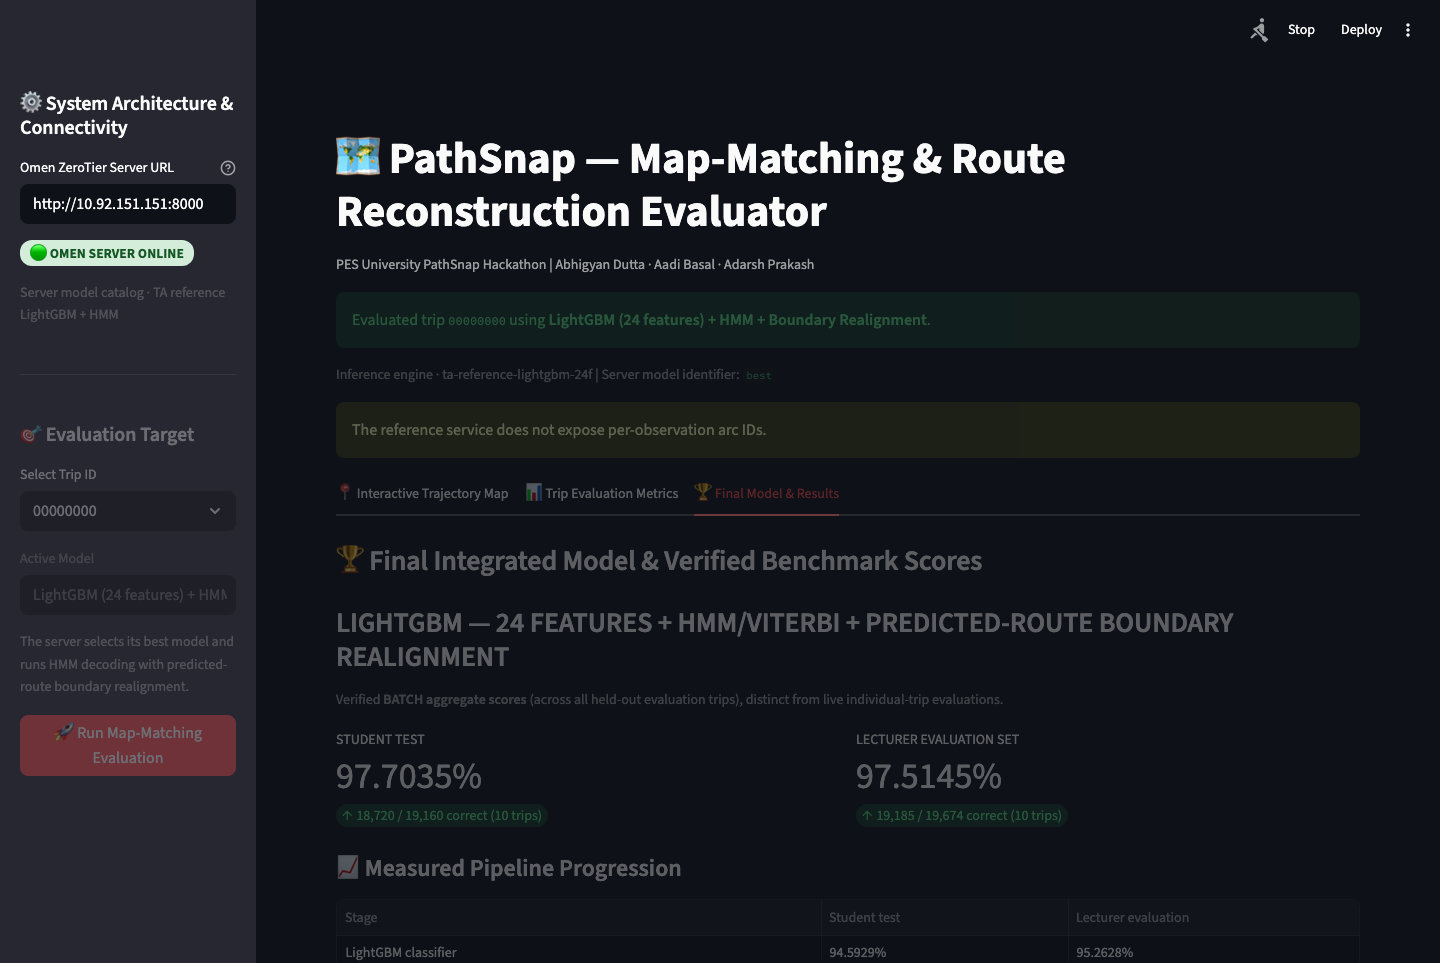 Stop
Deploy
System Architecture &
Connectivity
Omen ZeroTier Server URL
http://10.92.151.151:8000
OMEN SERVER ONLINE
Server model catalog · TA reference
LightGBM + HMM
Evaluation Target
Select Trip ID
00000000
Active Model
LightGBM (24 features) + HMM
The server selects its best model and
runs HMM decoding with predicted-
route boundary realignment.
Run Map-Matching
Evaluation
PathSnap — Map-Matching & Route
Reconstruction Evaluator
PES University PathSnap Hackathon | Abhigyan Dutta · Aadi Basal · Adarsh Prakash
Evaluated trip 00000000 using LightGBM (24 features) + HMM + Boundary Realignment.
Inference engine · ta-reference-lightgbm-24f | Server model identifier: best
The reference service does not expose per-observation arc IDs.
Interactive Trajectory Map
Trip Evaluation Metrics
Final Model & Results
Final Integrated Model & Verified Benchmark Scores
LIGHTGBM — 24 FEATURES + HMM/VITERBI + PREDICTED-ROUTE BOUNDARY
REALIGNMENT
Verified BATCH aggregate scores (across all held-out evaluation trips), distinct from live individual-trip evaluations.
STUDENT TEST
97.7035%
↑ 18,720 / 19,160 correct (10 trips)
LECTURER EVALUATION SET
97.5145%
↑ 19,185 / 19,674 correct (10 trips)
Measured Pipeline Progression
Stage
Student test
Lecturer evaluation
LightGBM classifier
94.5929%
95.2628%